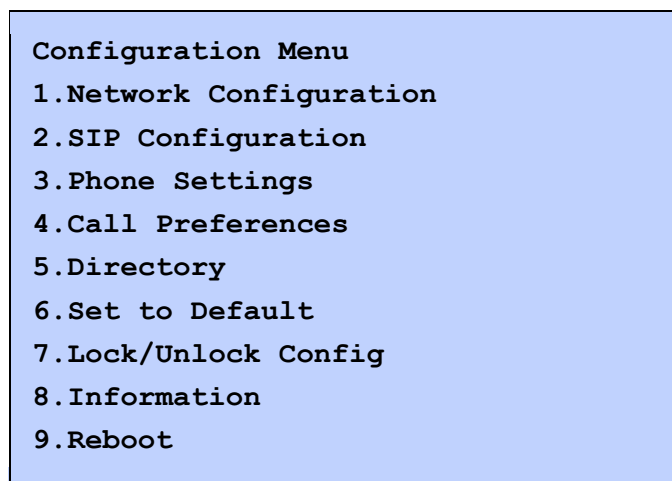 Configuration Menu
1.Network Configuration
2.SIP Configuration
3.Phone Settings
4.Call Preferences
5.Directory
6.Set to Default
7.Lock/Unlock Config
8.Information
9.Reboot